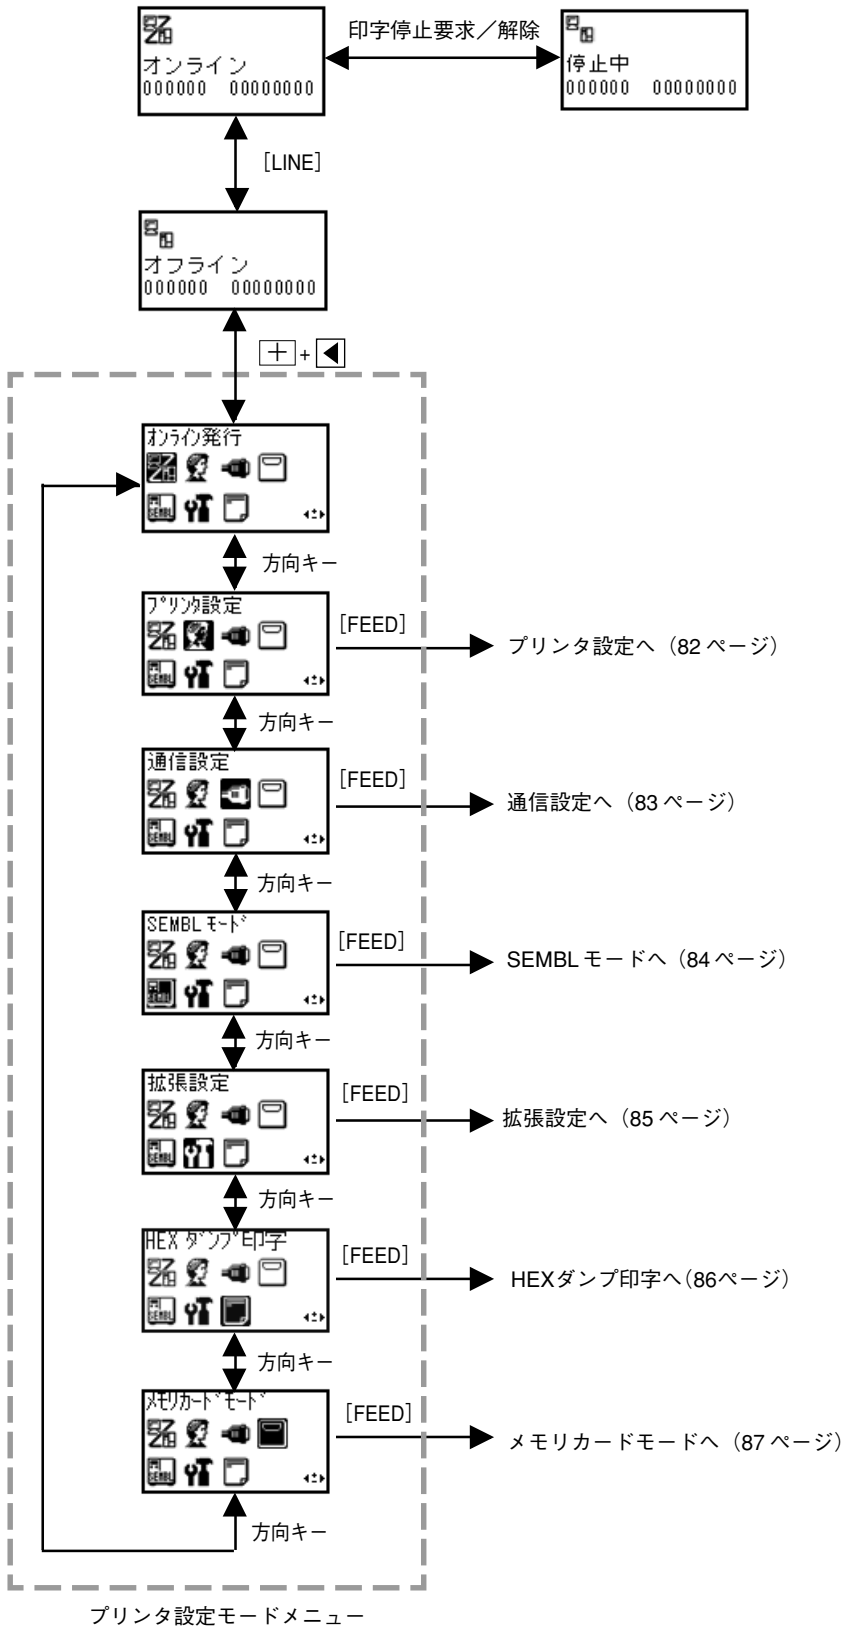 オンライン
000000 00000000
印字停止要求／解除
停止中
000000 00000000
[LINE]
オフライン
000000 00000000
+
オンライン発行
SEMBL
方向キー
プリンタ設定
SEMBL
[FEED]
プリンタ設定へ（82 ページ）
方向キー
通信設定
SEMBL
[FEED]
通信設定へ（83 ページ）
方向キー
SEMBL モード
SEMBL
[FEED]
SEMBL モードへ（84 ページ）
方向キー
拡張設定
SEMBL
[FEED]
拡張設定へ（85 ページ）
方向キー
HEX ダンプ印字
SEMBL
[FEED]
HEXダンプ印字へ(86ページ)
方向キー
メモリカードモード
SEMBL
[FEED]
メモリカードモードへ（87 ページ）
方向キー
プリンタ設定モードメニュー